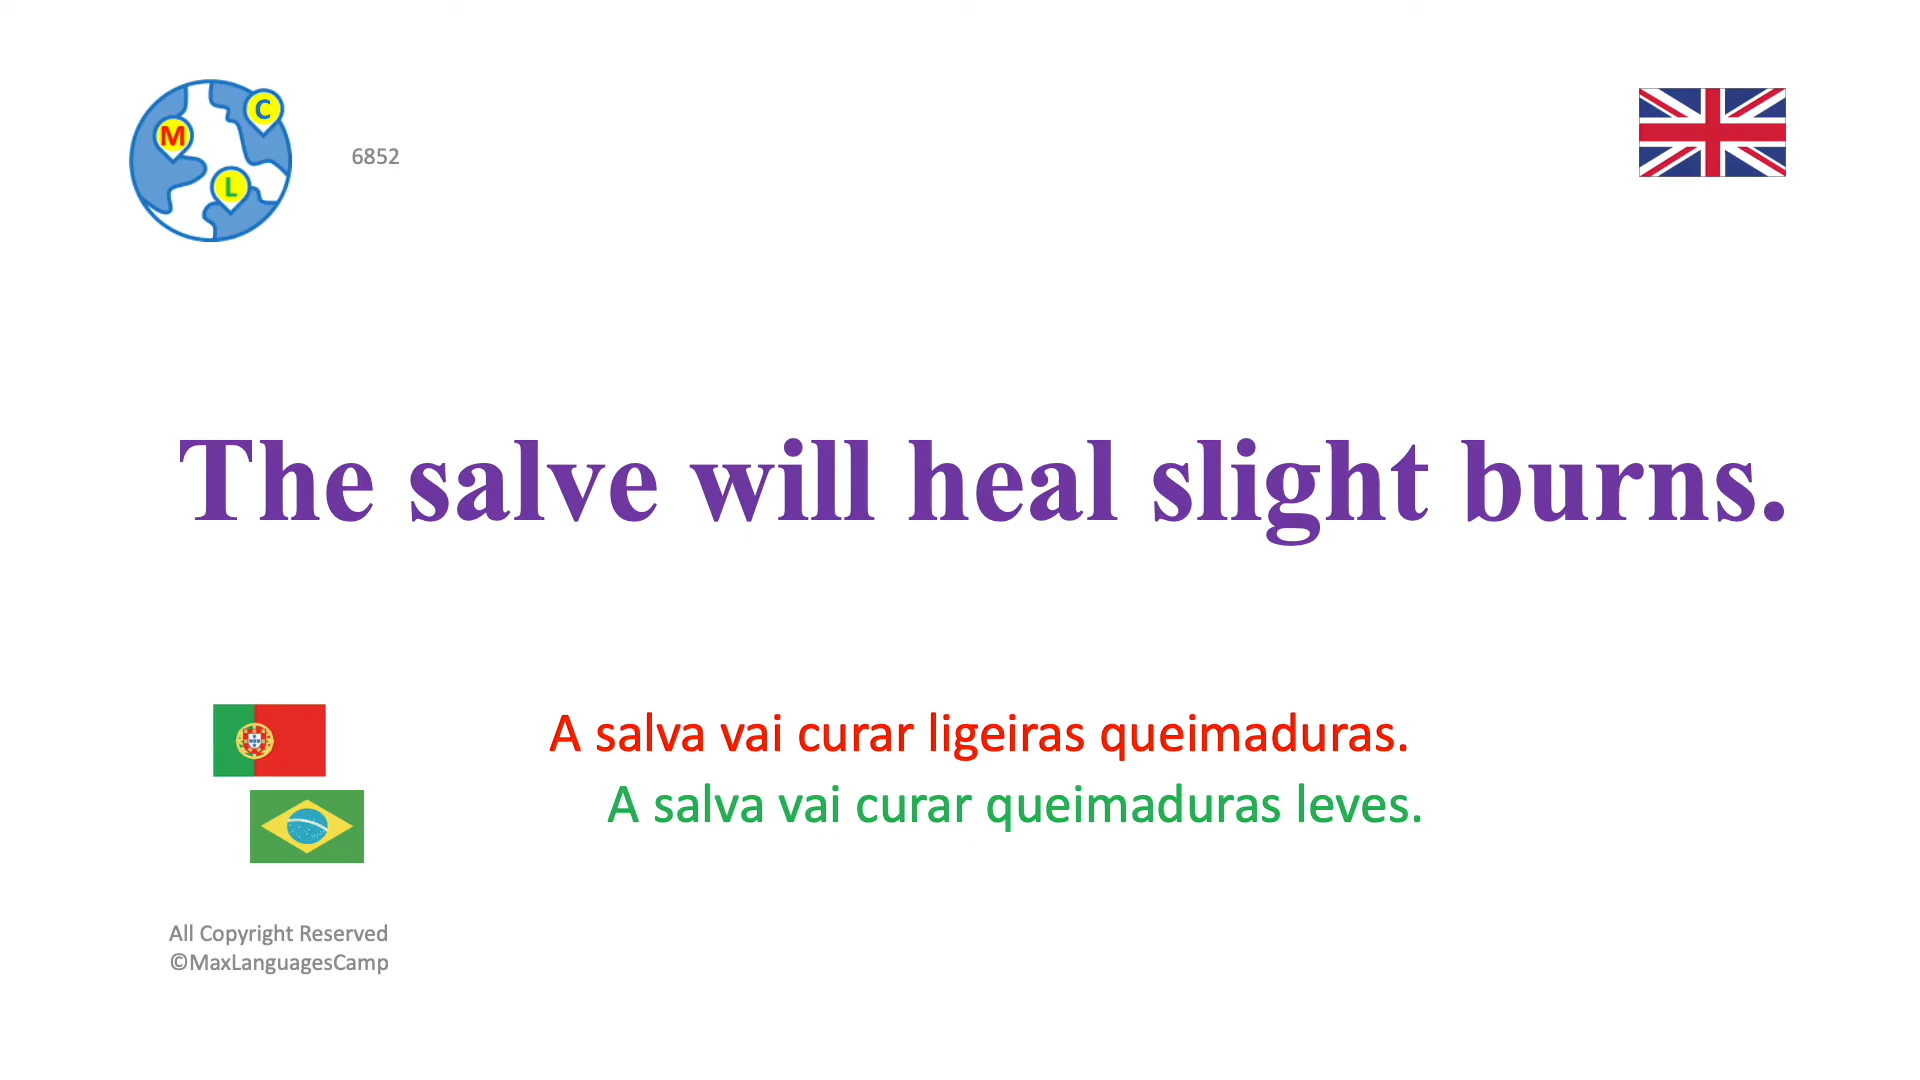 M
C
L
6852
The salve will heal slight burns.
A salva vai curar ligeiras queimaduras.
A salva vai curar queimaduras leves.
All Copyright Reserved
©MaxLanguagesCamp